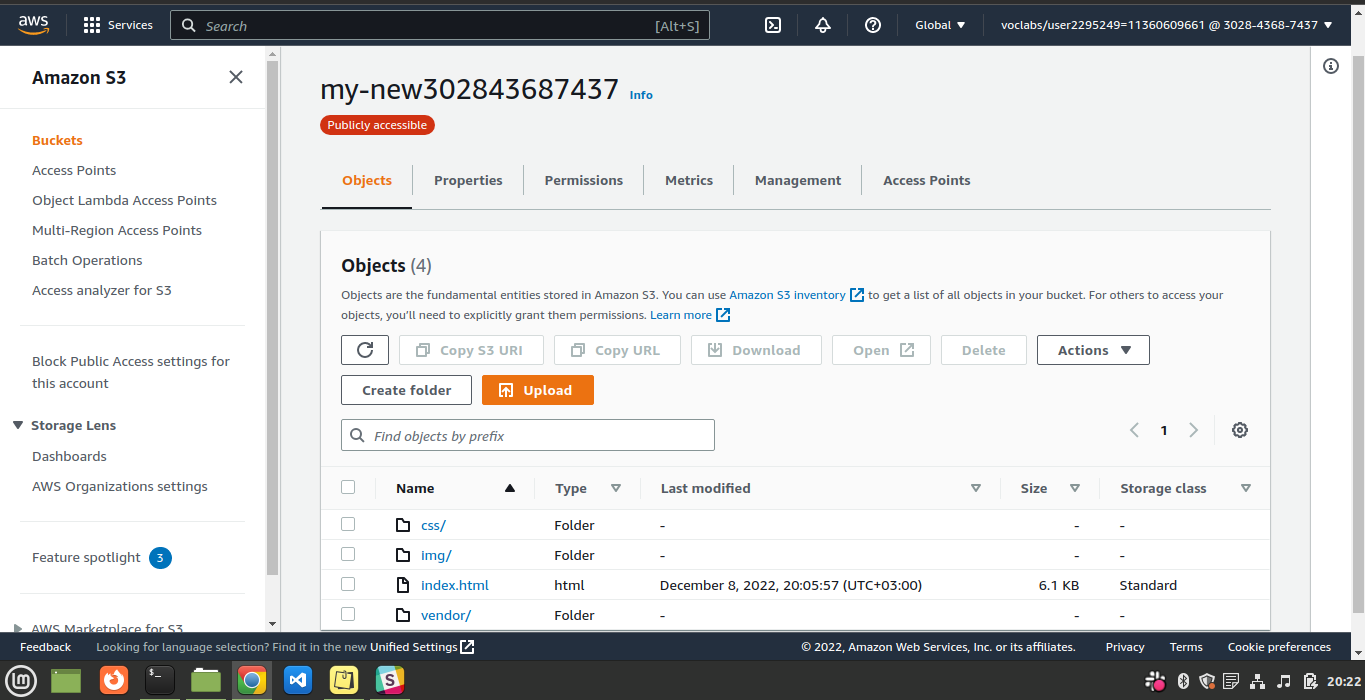 aws Services Search [Alt+S] Global voclabs/user2295249=11360609661 @ 3028-4368-7437
Amazon S3
Buckets
Access Points
Object Lambda Access Points
Multi-Region Access Points
Batch Operations
Access analyzer for S3
Block Public Access settings for
this account
Storage Lens
Dashboards
AWS Organizations settings
Feature spotlight 3
AWS Marketplace for S3
my-new302843687437 Info
Publicly accessible
Objects Properties Permissions Metrics Management Access Points
Objects (4)
Objects are the fundamental entities stored in Amazon S3. You can use Amazon S3 inventory to get a list of all objects in your bucket. For others to access your
objects, you'll need to explicitly grant them permissions. Learn more
Copy S3 URI Copy URL Download Open Delete Actions
Create folder Upload
Find objects by prefix 1
Name Type Last modified Size Storage class
css/ Folder - - -
img/ Folder - - -
index.html html December 8, 2022, 20:05:57 (UTC+03:00) 6.1 KB Standard
vendor/ Folder - - -
Feedback Looking for language selection? Find it in the new Unified Settings © 2022, Amazon Web Services, Inc. or its affiliates. Privacy Terms Cookie preferences
20:22